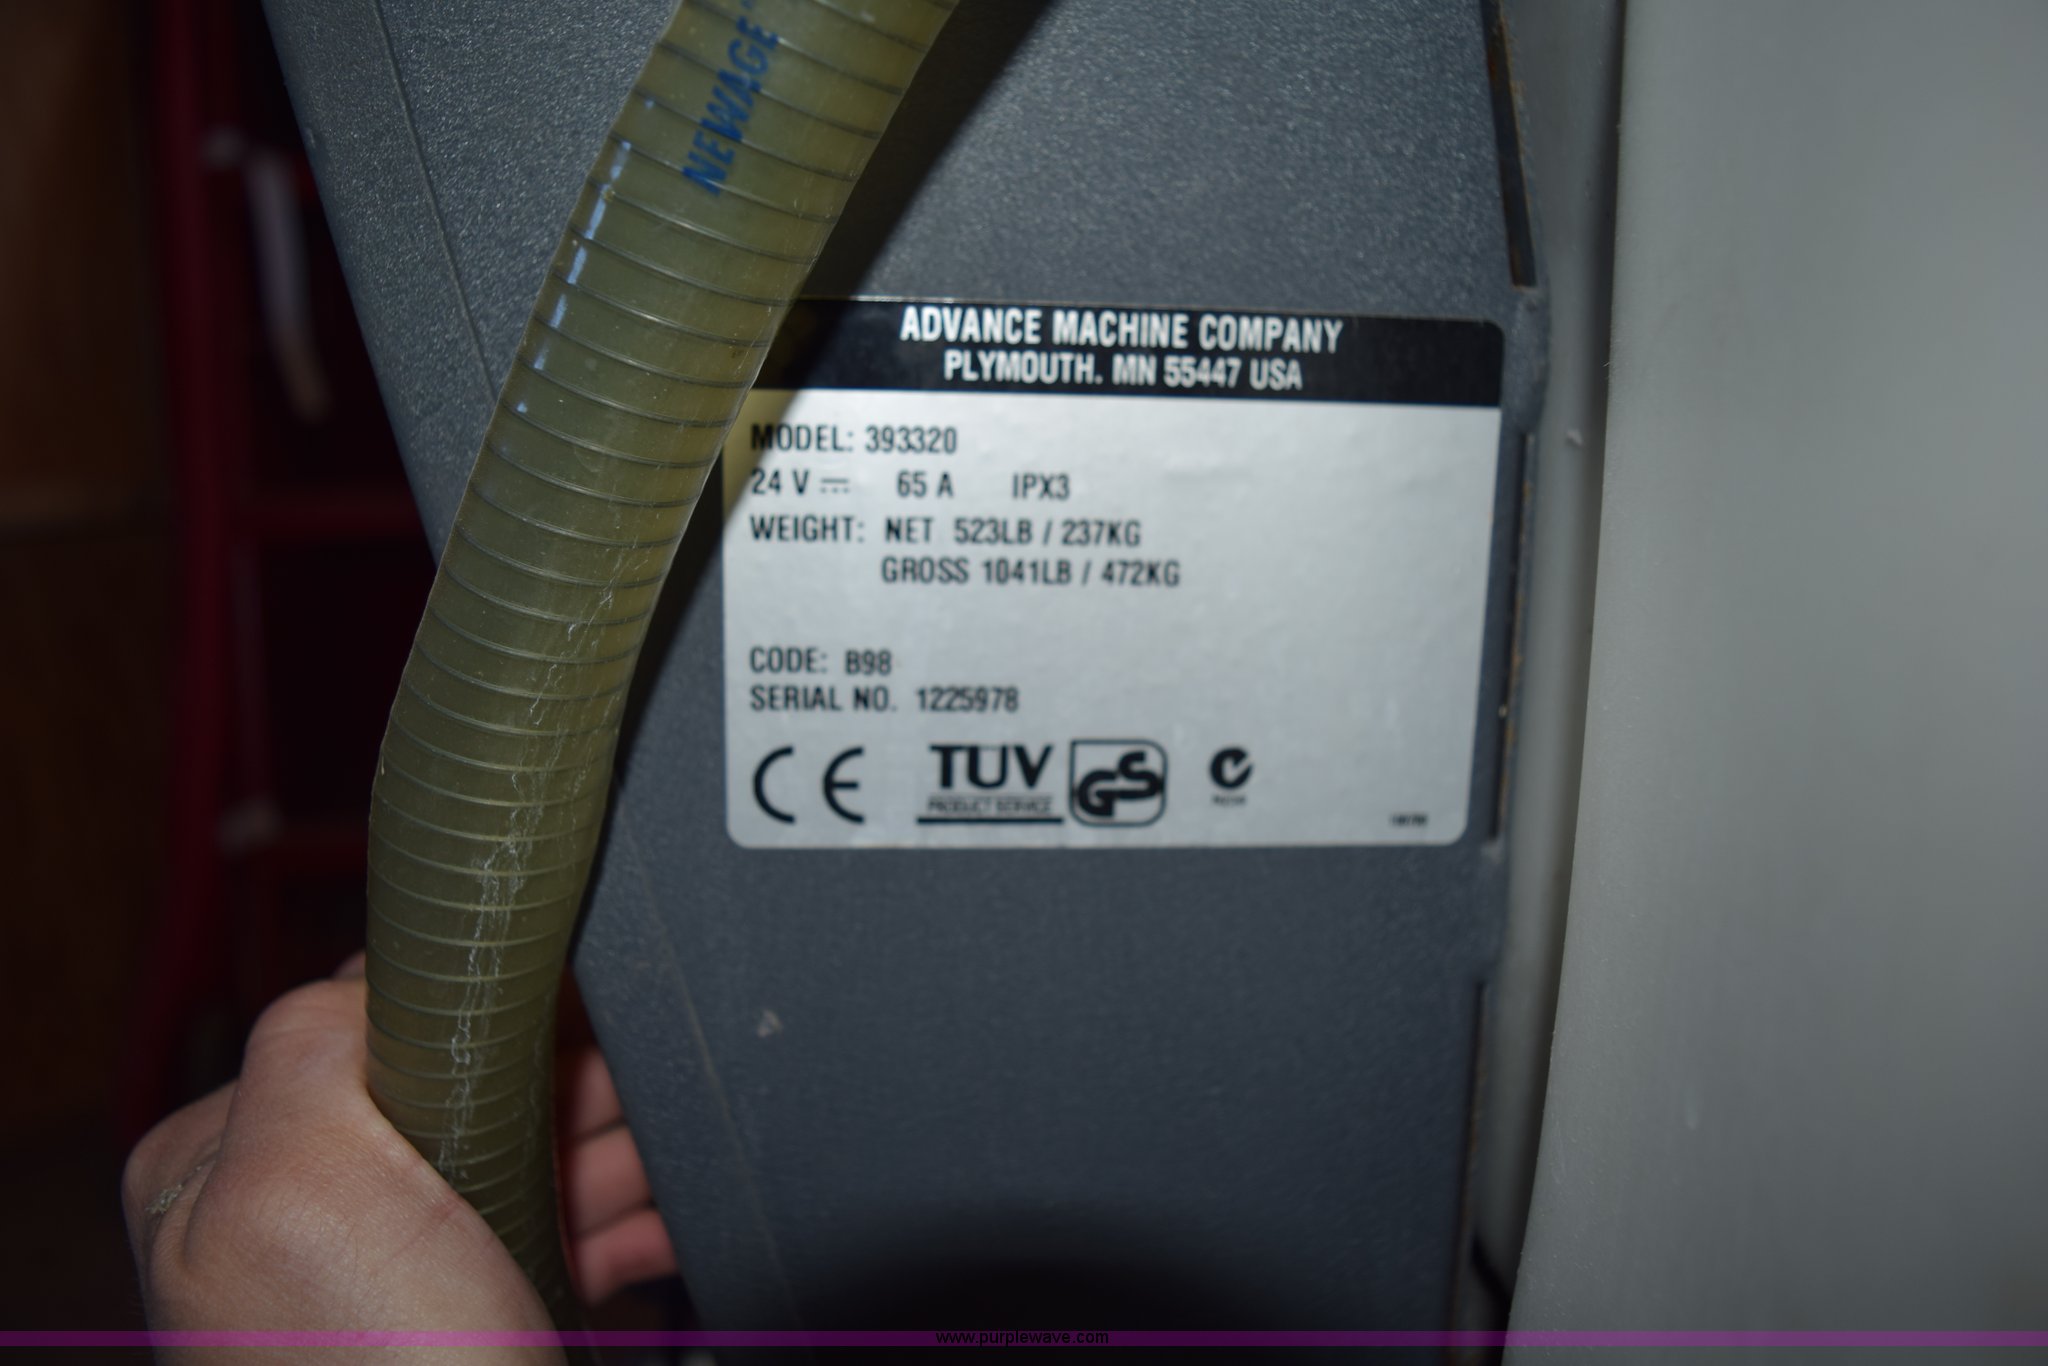 NEWAGE
ADVANCE MACHINE COMPANY
PLYMOUTH. MN 55447 USA
MODEL: 393320
24 V 65 A IPX3
WEIGHT: NET 523LB / 237KG
GROSS 1041LB / 472KG
CODE: B98
SERIAL NO. 1225978
CE TUV GS
PRODUCT SERVICE
www.purplewave.com